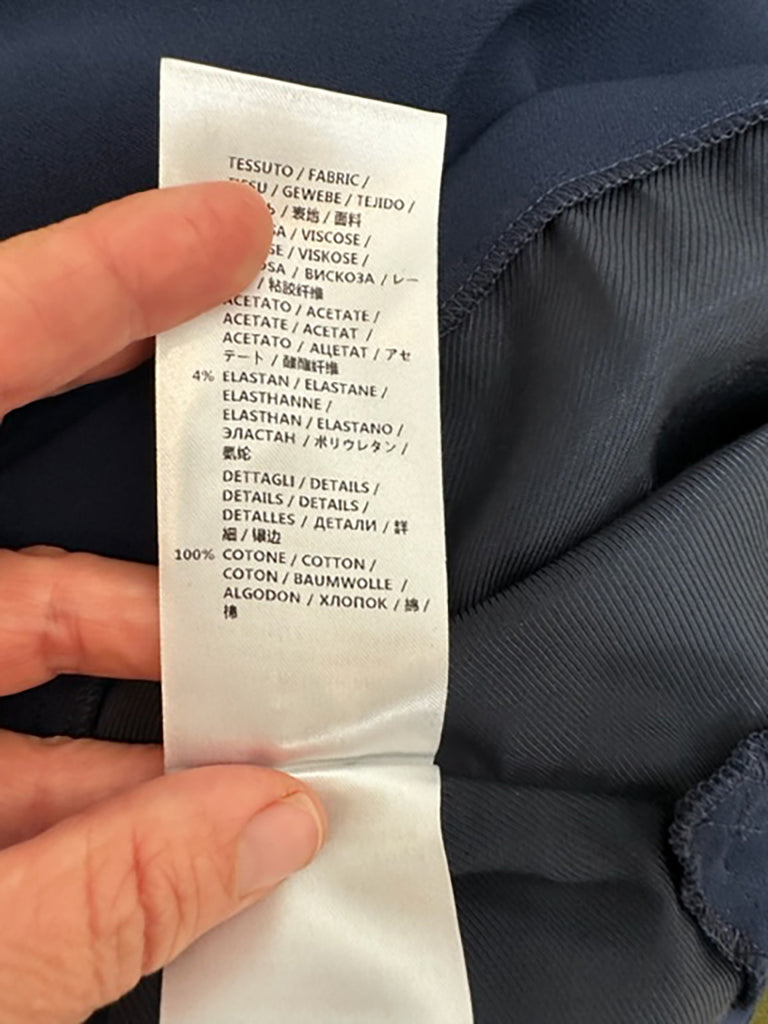 TESSUTO / FABRIC /
/ GEWEBE / TEJIDO /
/ 表地 / 面料
/ VISCOSE /
/ VISKOSE /
/ ВИСКОЗА / レー
/ 粘胶纤维
ACETATO / ACETATE /
ACETATE / ACETAT /
ACETATO / АЦЕТАТ / アセ
テート / 醋酯纤维
4% ELASTAN / ELASTANE /
ELASTHANNE /
ELASTHAN / ELASTANO /
ЭЛАСТАН / ポリウレタン /
氨纶
DETTAGLI / DETAILS /
DETAILS / DETAILS /
DETALLES / ДЕТАЛИ / 詳
細 / 镶边
100% COTONE / COTTON /
COTON / BAUMWOLLE /
ALGODON / ХЛОПОК / 綿 /
棉